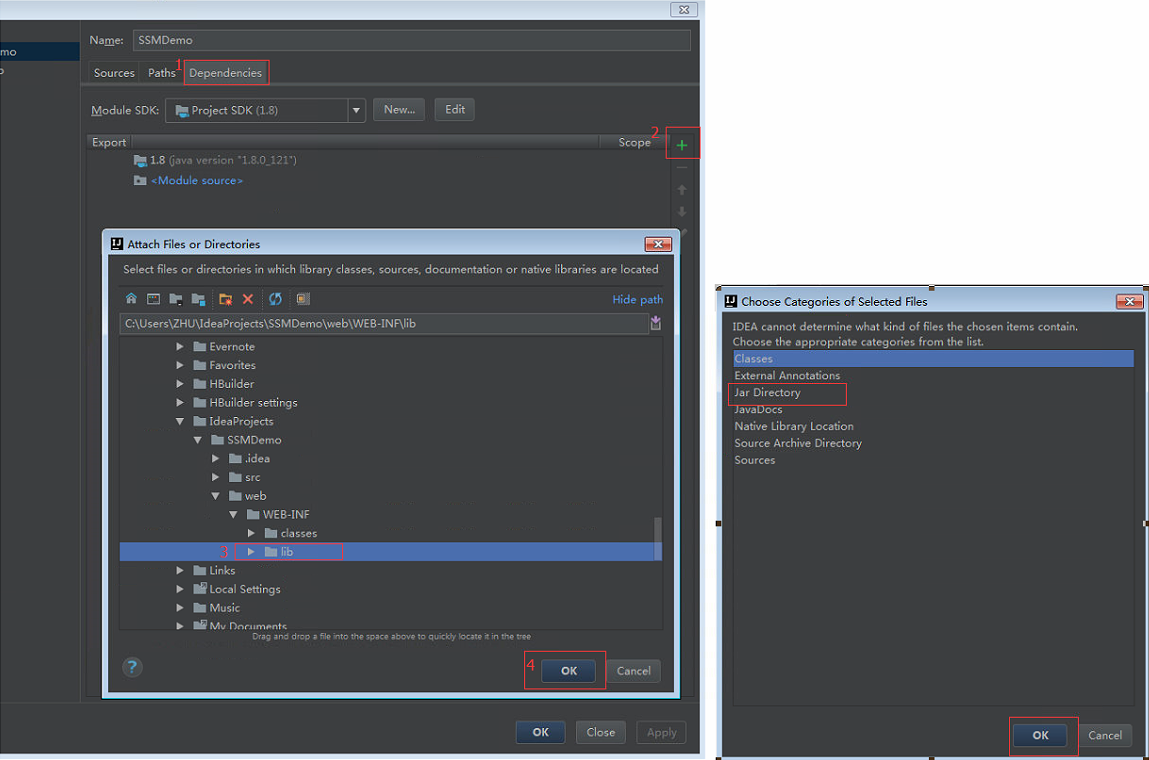 mo
Name: SSMDemo
1
Sources Paths Dependencies
Module SDK: Project SDK (1.8) New... Edit
2
Export Scope
1.8 (java version "1.8.0_121")
<Module source>
Attach Files or Directories
Select files or directories in which library classes, sources, documentation or native libraries are located
Hide path
C:\Users\ZHU\IdeaProjects\SSMDemo\web\WEB-INF\lib
Evernote
Favorites
HBuilder
HBuilder settings
IdeaProjects
SSMDemo
.idea
src
web
WEB-INF
classes
3 lib
Links
Local Settings
Music
My Documents
Drag and drop a file into the space above to quickly locate it in the tree
?
4 OK Cancel
OK Close Apply
Choose Categories of Selected Files
IDEA cannot determine what kind of files the chosen items contain.
Choose the appropriate categories from the list.
Classes
External Annotations
Jar Directory
JavaDocs
Native Library Location
Source Archive Directory
Sources
OK Cancel